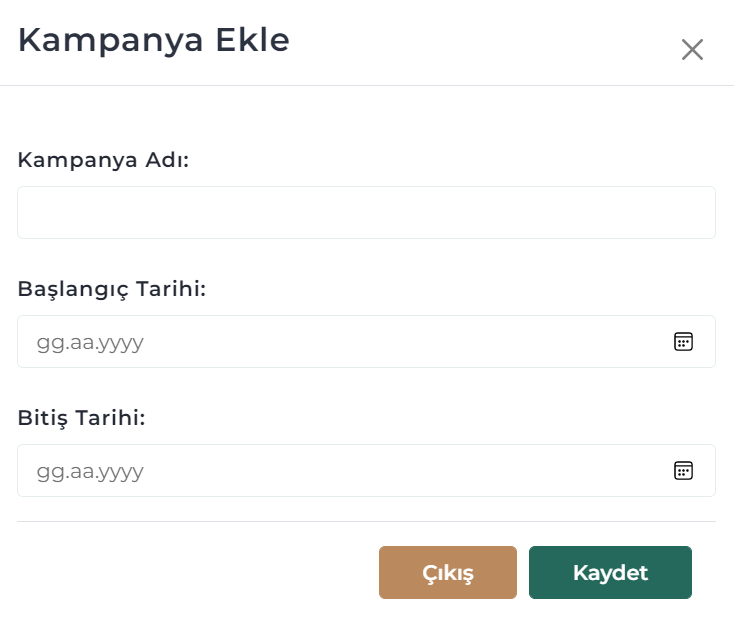 Kampanya Ekle
Kampanya Adı:
Başlangıç Tarihi:
gg.aa.yyyy
Bitiş Tarihi:
gg.aa.yyyy
Çıkış Kaydet